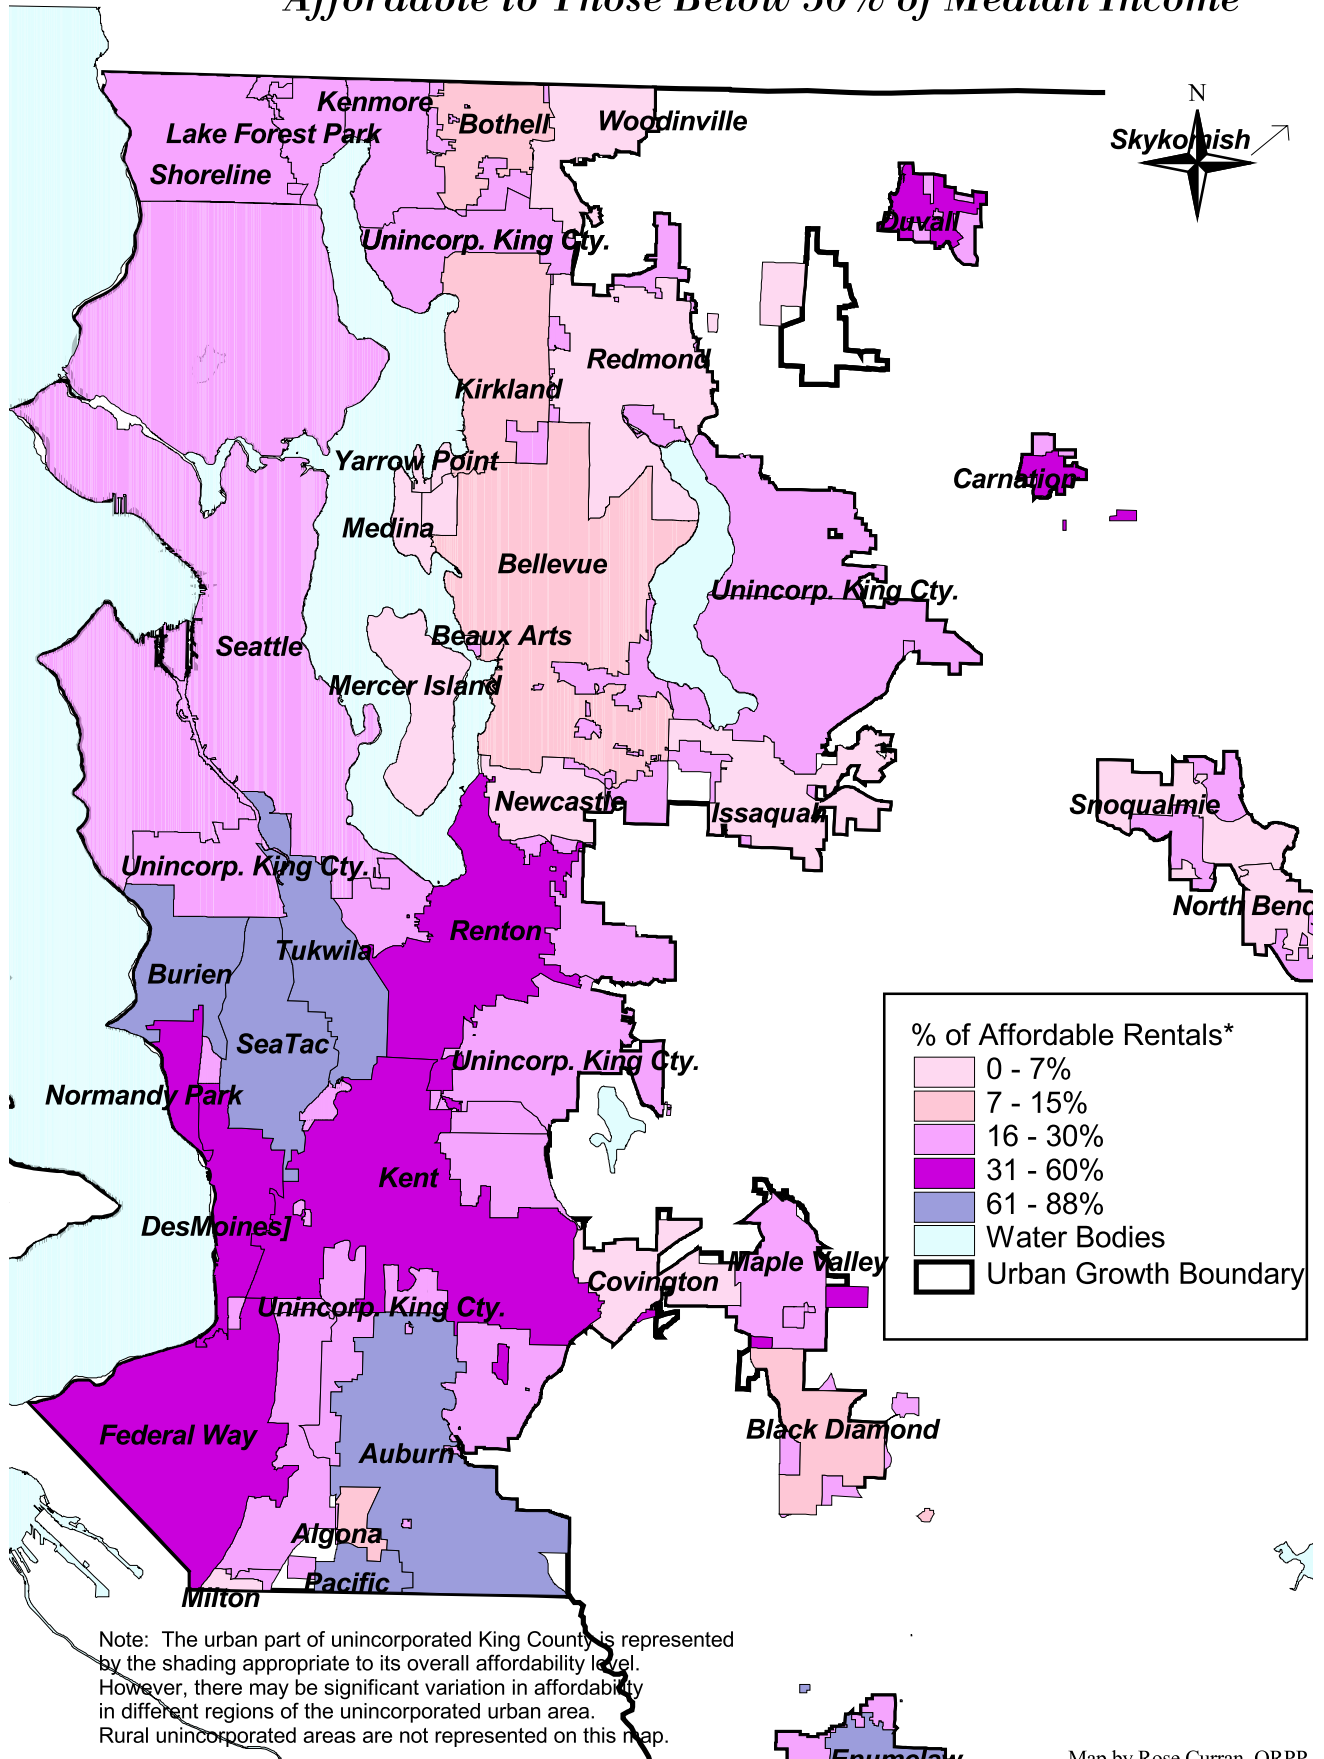 Affordable to Those Below 50% of Median Income
N
Kenmore
Bothell
Woodinville
Lake Forest Park
Skykomish
Shoreline
Duvall
Unincorp. King Cty.
Redmond
Kirkland
Yarrow Point
Carnation
Medina
Bellevue
Unincorp. King Cty.
Beaux Arts
Seattle
Mercer Island
Newcastle
Issaquah
Snoqualmie
Unincorp. King Cty.
North Bend
Renton
Tukwila
Burien
SeaTac
Unincorp. King Cty.
Normandy Park
Kent
DesMoines]
Maple Valley
Covington
Unincorp. King Cty.
Black Diamond
Federal Way
Auburn
Algona
Pacific
Milton
% of Affordable Rentals*
0 - 7%
7 - 15%
16 - 30%
31 - 60%
61 - 88%
Water Bodies
Urban Growth Boundary
Note: The urban part of unincorporated King County is represented
by the shading appropriate to its overall affordability level.
However, there may be significant variation in affordability
in different regions of the unincorporated urban area.
Rural unincorporated areas are not represented on this map.
Enumclaw
Map by Rose Curran, ORPP